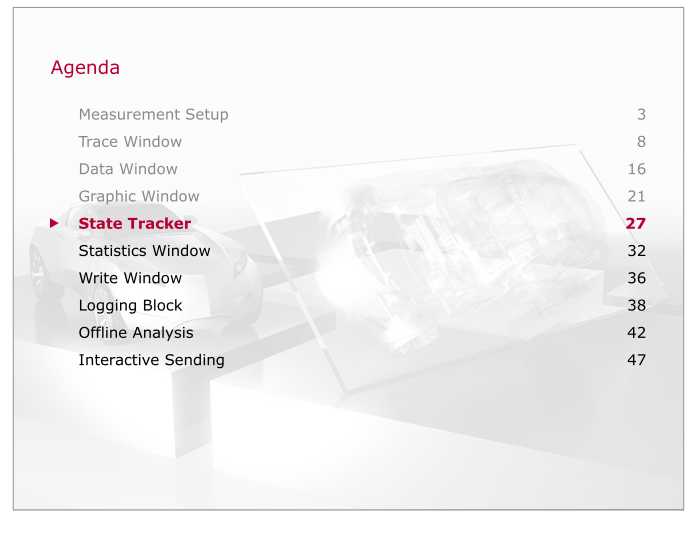 Agenda
Measurement Setup 3
Trace Window 8
Data Window 16
Graphic Window 21
State Tracker 27
Statistics Window 32
Write Window 36
Logging Block 38
Offline Analysis 42
Interactive Sending 47